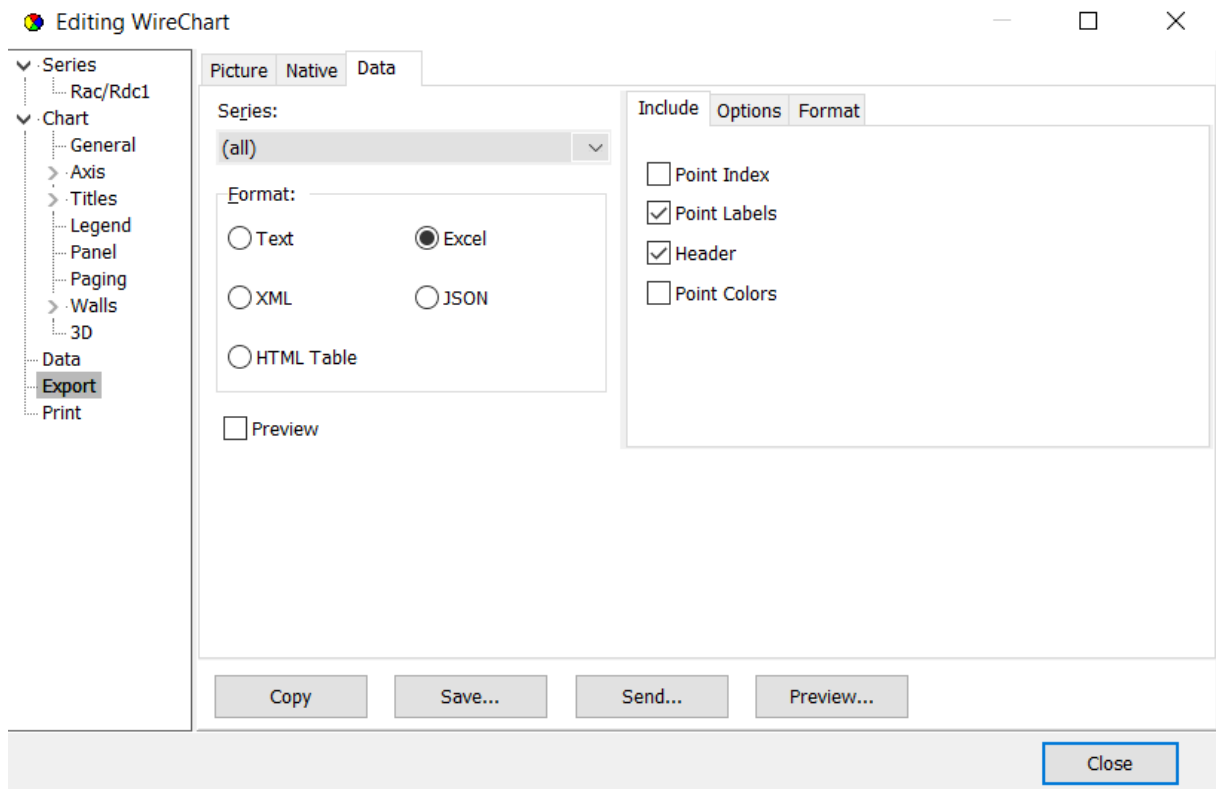 Editing WireChart
Series
Rac/Rdc1
Chart
General
Axis
Titles
Legend
Panel
Paging
Walls
3D
Data
Export
Print
Picture Native Data
Series:
(all)
Format:
Text Excel
XML JSON
HTML Table
Preview
Include Options Format
Point Index
Point Labels
Header
Point Colors
Copy Save... Send... Preview...
Close